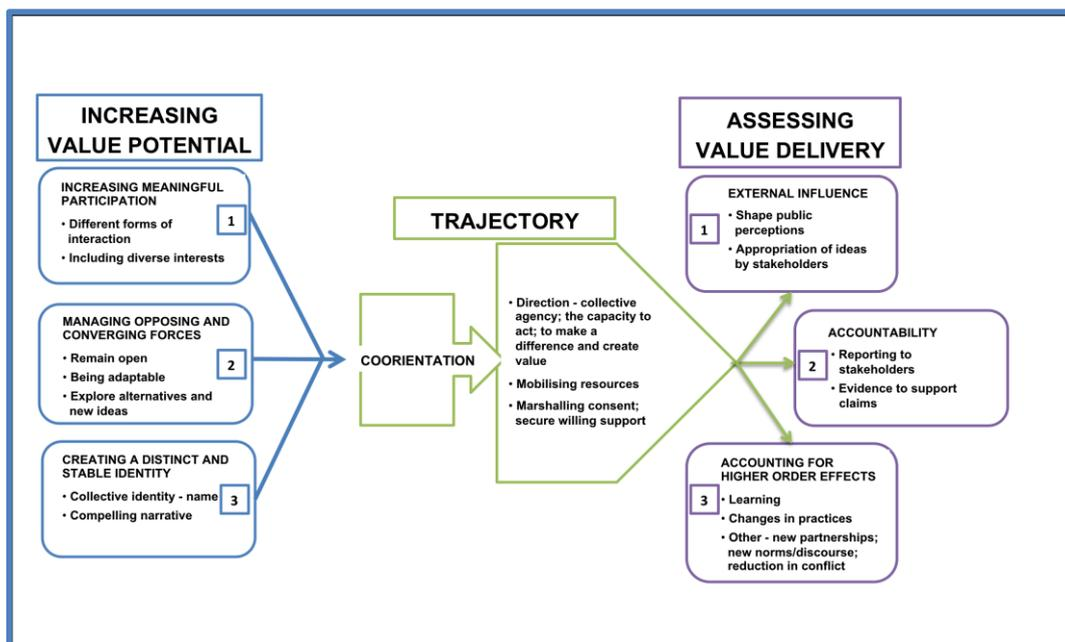 INCREASING
VALUE POTENTIAL
INCREASING MEANINGFUL
PARTICIPATION
• Different forms of
interaction
• Including diverse interests
1
MANAGING OPPOSING AND
CONVERGING FORCES
• Remain open
• Being adaptable
• Explore alternatives and
new ideas
2
CREATING A DISTINCT AND
STABLE IDENTITY
• Collective identity - name
• Compelling narrative
3
COORIENTATION
TRAJECTORY
• Direction - collective
agency; the capacity to
act; to make a
difference and create
value
• Mobilising resources
• Marshalling consent;
secure willing support
ASSESSING
VALUE DELIVERY
EXTERNAL INFLUENCE
1
• Shape public
perceptions
• Appropriation of ideas
by stakeholders
ACCOUNTABILITY
2
• Reporting to
stakeholders
• Evidence to support
claims
ACCOUNTING FOR
HIGHER ORDER EFFECTS
3
• Learning
• Changes in practices
• Other - new partnerships;
new norms/discourse;
reduction in conflict